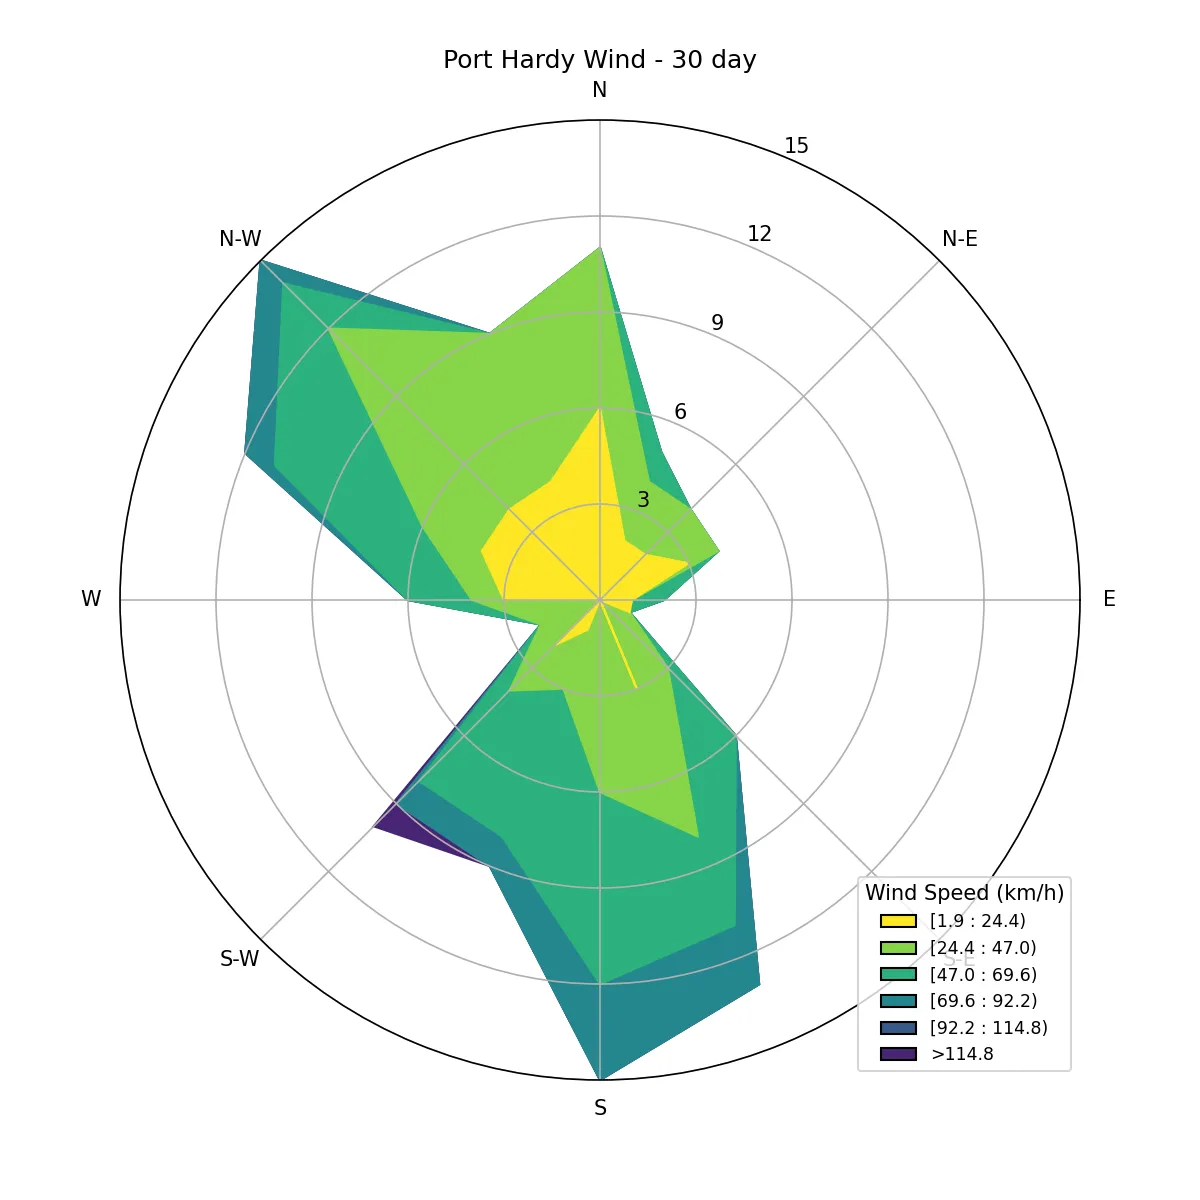 Port Hardy Wind - 30 day
N
15
N-W
12
N-E
9
6
3
W
E
Wind Speed (km/h)
[1.9 : 24.4)
[24.4 : 47.0)
S-W
S-E
[47.0 : 69.6)
[69.6 : 92.2)
[92.2 : 114.8)
>114.8
S